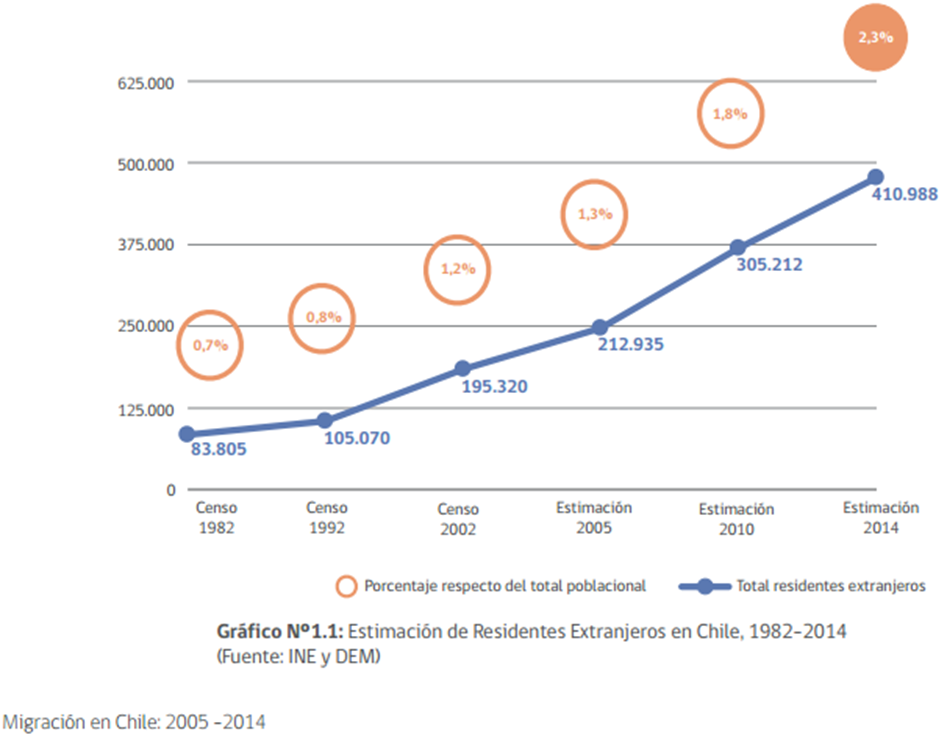 2,3%
625.000
1,8%
500.000
410.988
1,3%
375.000
1,2%
305.212
0,8%
250.000
0,7%
212.935
195.320
125.000
105.070
83.805
0
Censo 1982
Censo 1992
Censo 2002
Estimación 2005
Estimación 2010
Estimación 2014
Porcentaje respecto del total poblacional
Total residentes extranjeros
Gráfico Nº1.1: Estimación de Residentes Extranjeros en Chile, 1982-2014
(Fuente: INE y DEM)
Migración en Chile: 2005 -2014